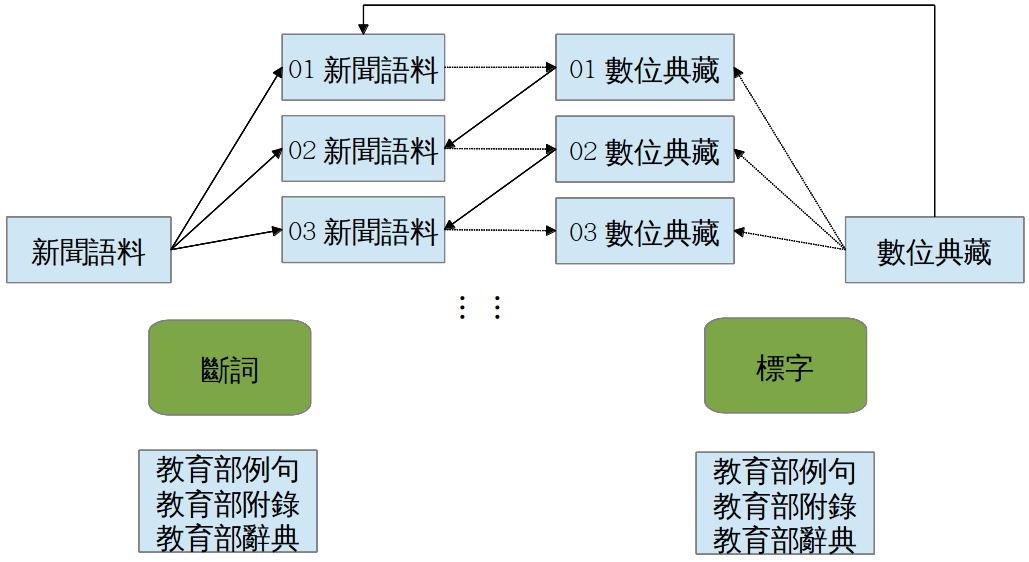 01 新聞語料
01 數位典藏
02 新聞語料
02 數位典藏
03 新聞語料
03 數位典藏
新聞語料
數位典藏
⋮ ⋮
斷詞
標字
教育部例句
教育部附錄
教育部辭典
教育部例句
教育部附錄
教育部辭典